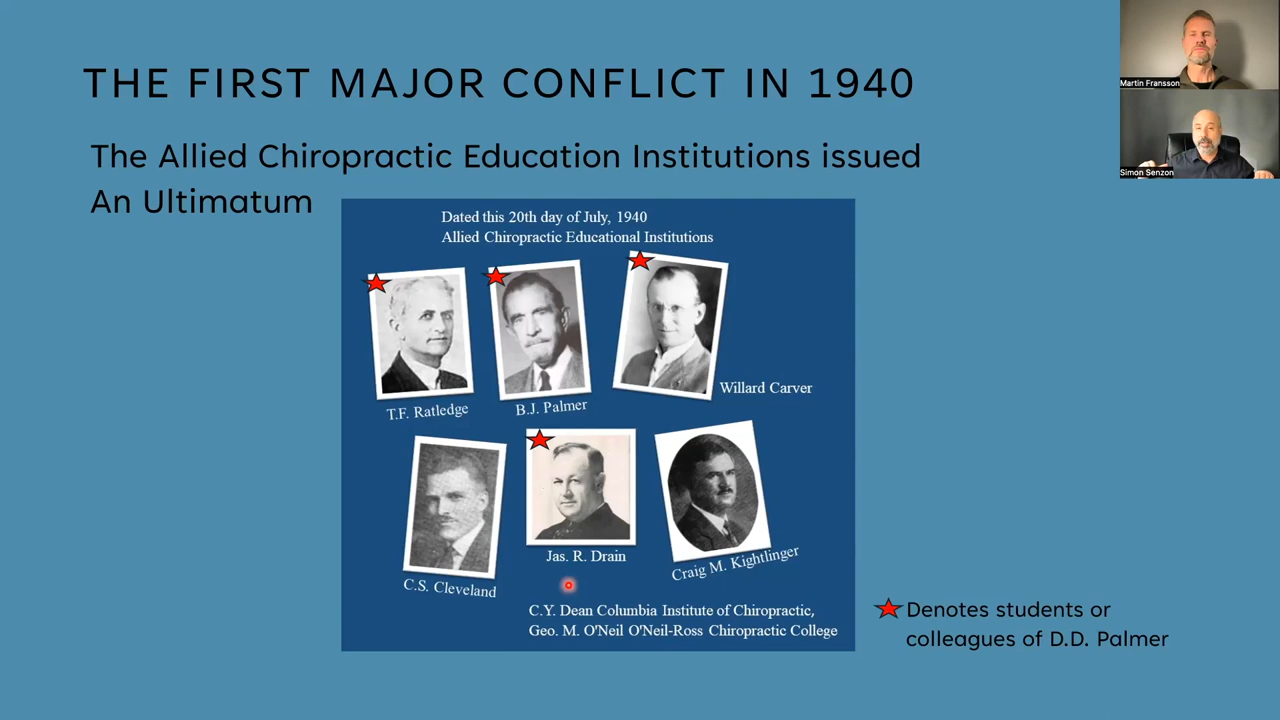 THE FIRST MAJOR CONFLICT IN 1940
Martin Fransson
The Allied Chiropractic Education Institutions issued
An Ultimatum
Simon Senzon
Dated this 20th day of July, 1940
Allied Chiropractic Educational Institutions
T.F. Ratledge
B.J. Palmer
Willard Carver
C.S. Cleveland
Jas. R. Drain
Craig M. Kightlinger
C.Y. Dean Columbia Institute of Chiropractic,
Geo. M. O'Neil O'Neil-Ross Chiropractic College
Denotes students or
colleagues of D.D. Palmer